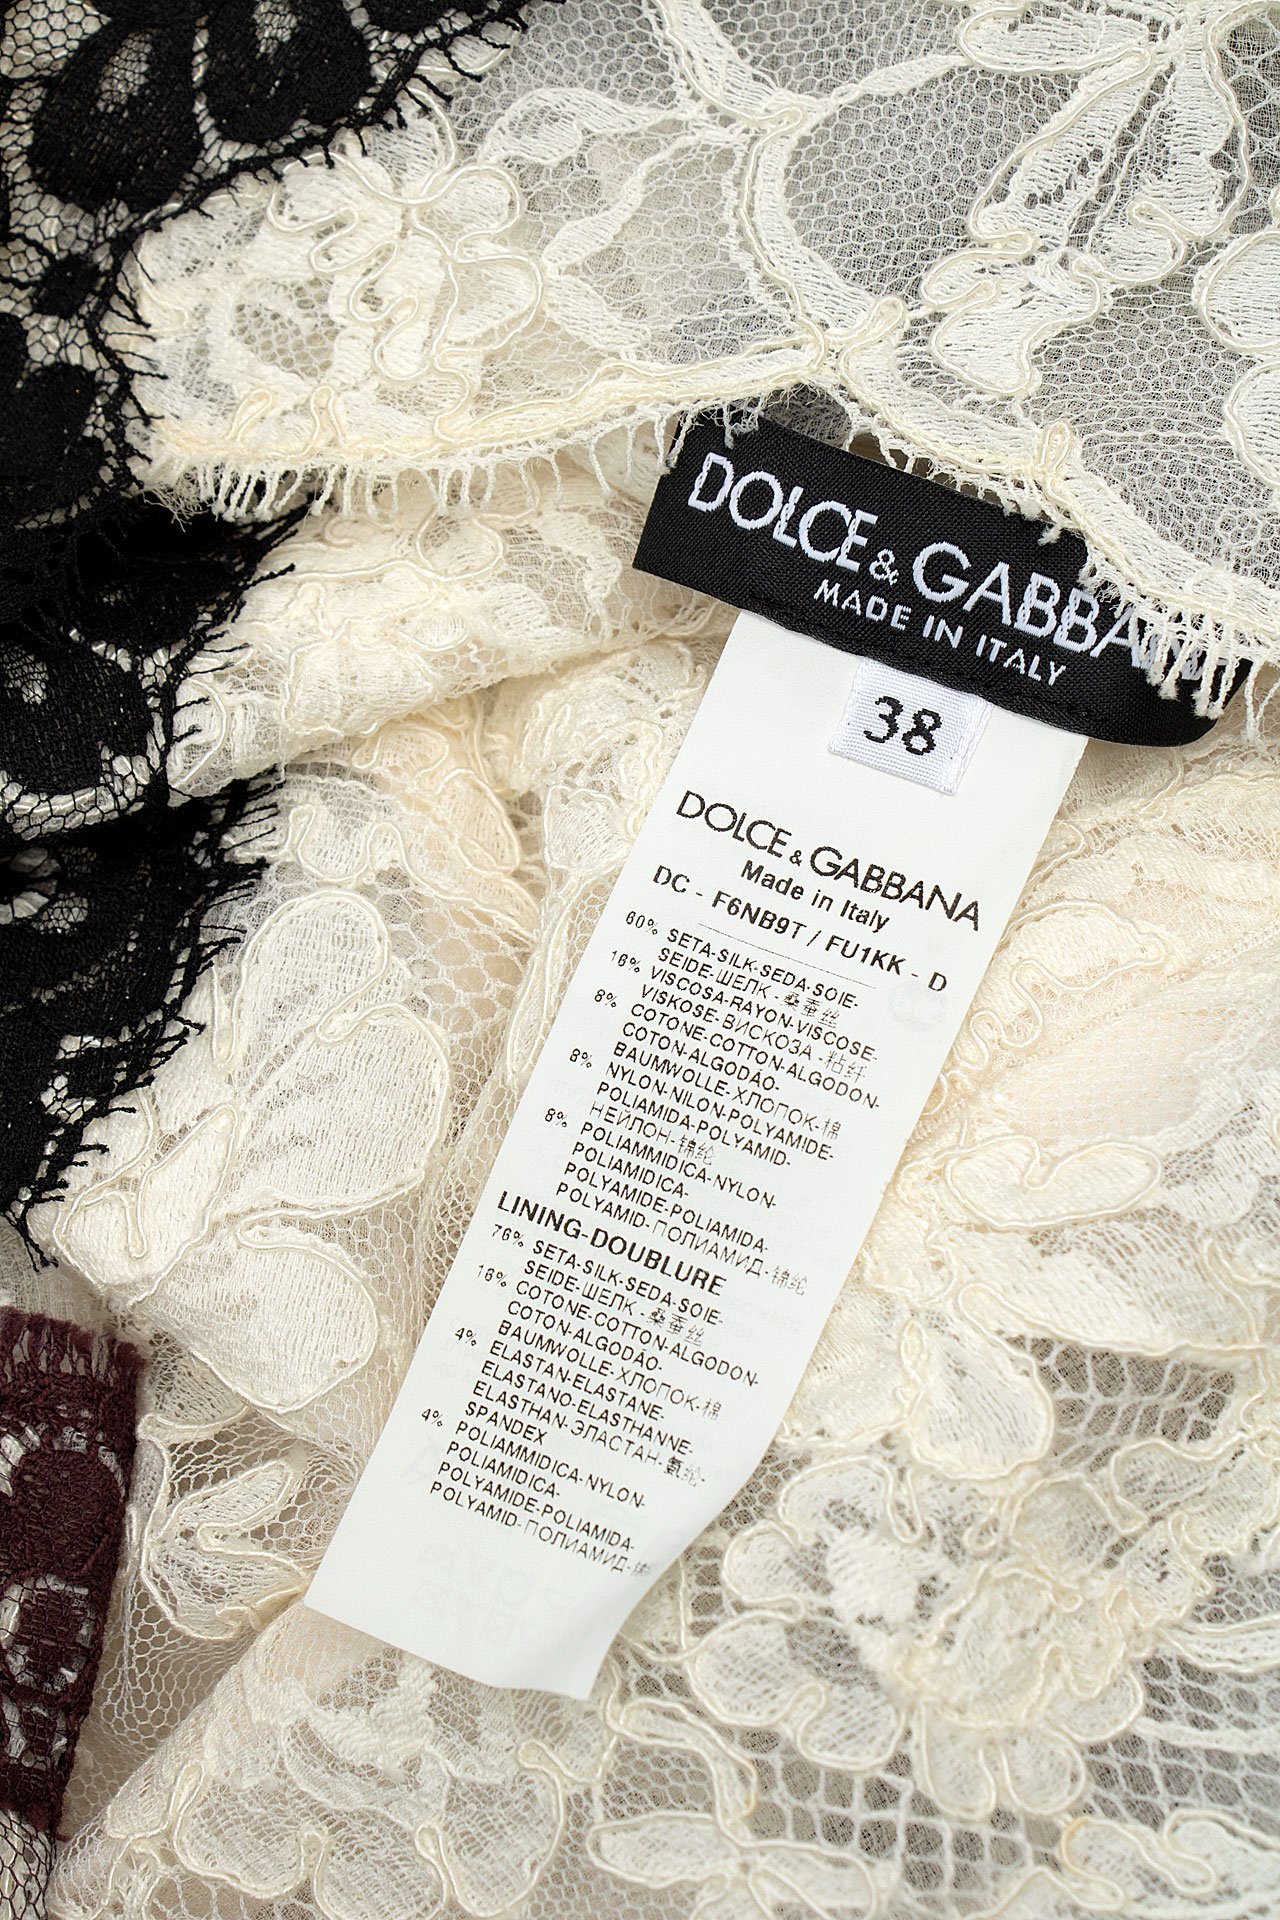 DOLCE & GABBANA
MADE IN ITALY
38
DOLCE & GABBANA
Made in Italy
DC - F6NB9T / FU1KK - D
60% SETA-SILK-SEDA-SOIE-
SEIDE-ШЕЛК-桑蚕丝
16% VISCOSA-RAYON-VISCOSE-
VISKOSE-ВИСКОЗА-粘纤
8% COTONE-COTTON-ALGODON-
COTON-ALGODÃO-
BAUMWOLLE-ХЛОПОК-棉
8% NYLON-NILON-POLYAMIDE-
POLIAMIDA-POLYAMID-
НЕЙЛОН-锦纶
8% POLIAMMIDICA-NYLON-
POLIAMIDICA-
POLYAMIDE-POLIAMIDA-
POLYAMID-ПОЛИАМИД-锦纶
LINING-DOUBLURE
76% SETA-SILK-SEDA-SOIE-
SEIDE-ШЕЛК-桑蚕丝
16% COTONE-COTTON-ALGODON-
COTON-ALGODÃO-
BAUMWOLLE-ХЛОПОК-棉
4% ELASTAN-ELASTANE-
ELASTANO-ELASTHANNE-
ELASTHAN-ЭЛАСТАН-氨纶-
SPANDEX
4% POLIAMMIDICA-NYLON-
POLIAMIDICA-
POLYAMIDE-POLIAMIDA-
POLYAMID-ПОЛИАМИД-锦